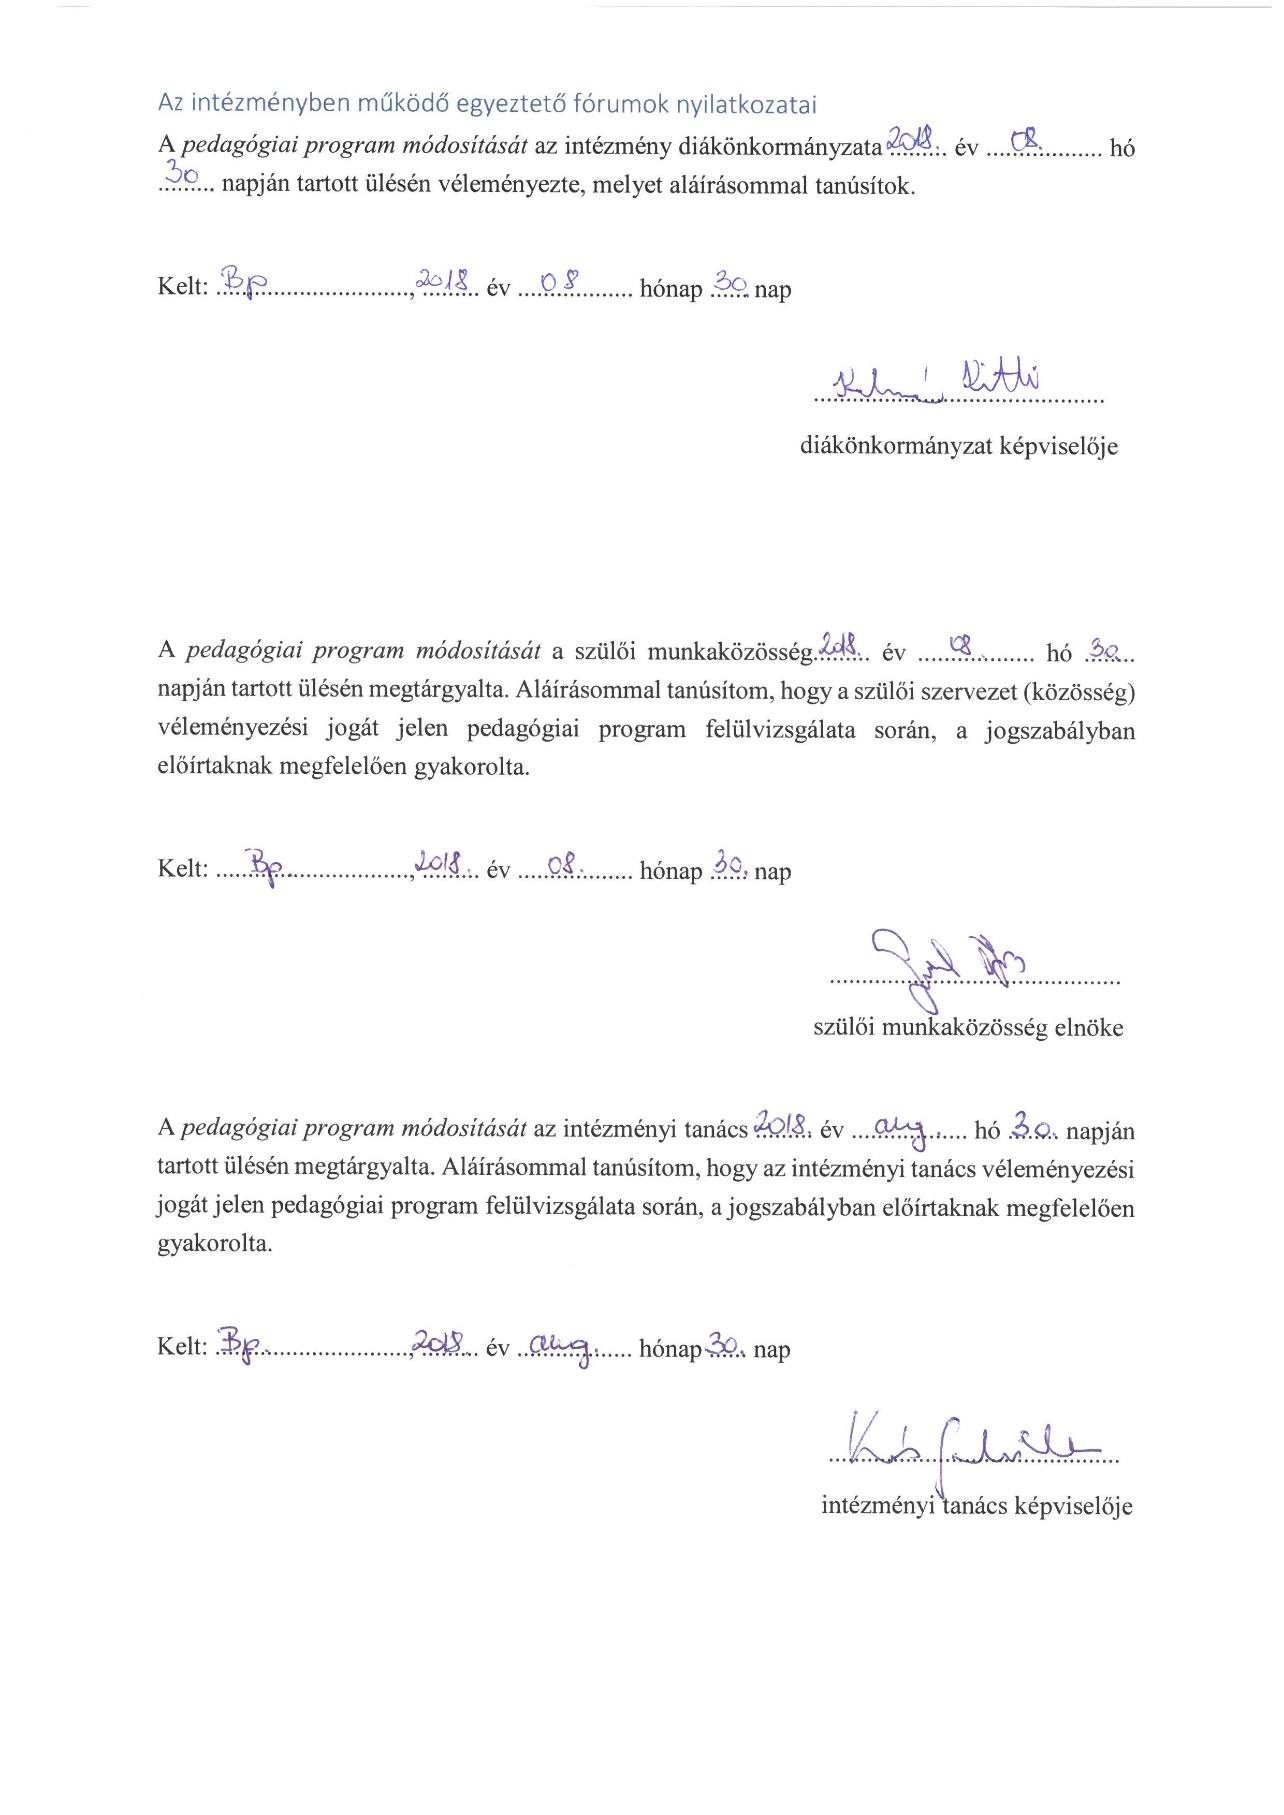 Az intézményben működő egyeztető fórumok nyilatkozatai
A pedagógiai program módosítását az intézmény diákönkormányzata 2018. év ... 08. ... hó
30 napján tartott ülésén véleményezte, melyet aláírásommal tanúsítok.
Kelt: Bp ..................., 2018. év ... 08 ......... hónap 30 nap
Kitti
diákönkormányzat képviselője
A pedagógiai program módosítását a szülői munkaközösség 2018. év ... 08. ... hó 30.
napján tartott ülésén megtárgyalta. Aláírásommal tanúsítom, hogy a szülői szervezet (közösség)
véleményezési jogát jelen pedagógiai program felülvizsgálata során, a jogszabályban
előírtaknak megfelelően gyakorolta.
Kelt: ..... Bp ..................., 2018. év .... 08. ........ hónap 30. nap
szülői munkaközösség elnöke
A pedagógiai program módosítását az intézményi tanács 2018. év ... aug. ..... hó 30. napján
tartott ülésén megtárgyalta. Aláírásommal tanúsítom, hogy az intézményi tanács véleményezési
jogát jelen pedagógiai program felülvizsgálata során, a jogszabályban előírtaknak megfelelően
gyakorolta.
Kelt: Bp. ..................., 2018. év .. aug. ...... hónap 30. nap
intézményi tanács képviselője